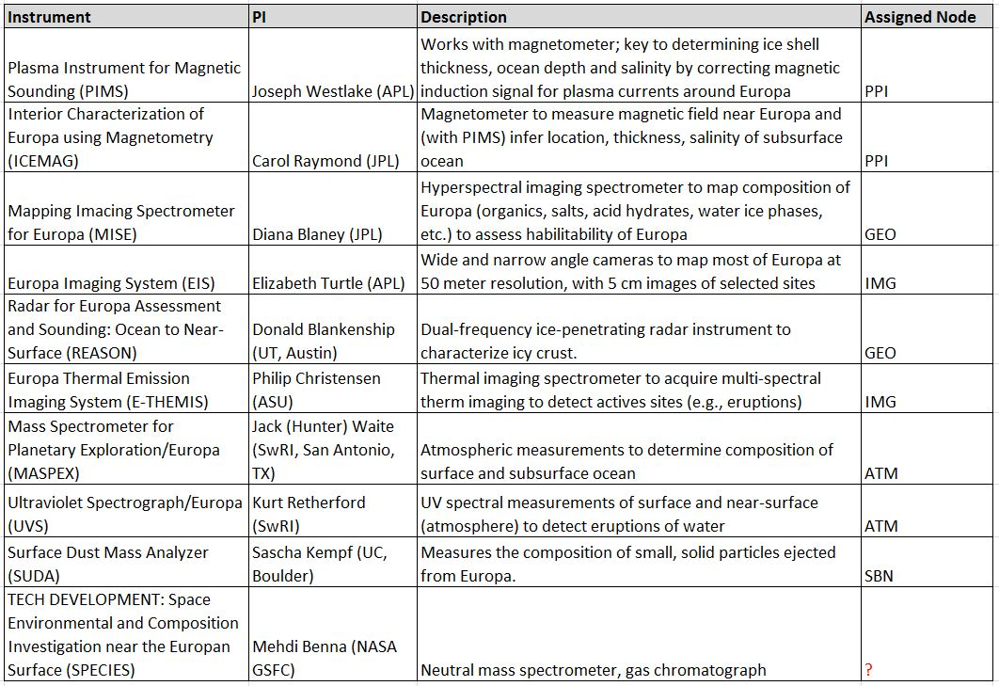 Instrument PI Description Assigned Node
Plasma Instrument for Magnetic
Sounding (PIMS)
Joseph Westlake (APL)
Works with magnetometer; key to determining ice shell
thickness, ocean depth and salinity by correcting magnetic
induction signal for plasma currents around Europa
PPI
Interior Characterization of
Europa using Magnetometry
(ICEMAG)
Carol Raymond (JPL)
Magnetometer to measure magnetic field near Europa and
(with PIMS) infer location, thickness, salinity of subsurface
ocean
PPI
Mapping Imacing Spectrometer
for Europa (MISE)
Diana Blaney (JPL)
Hyperspectral imaging spectrometer to map composition of
Europa (organics, salts, acid hydrates, water ice phases,
etc.) to assess habilitability of Europa
GEO
Europa Imaging System (EIS)
Elizabeth Turtle (APL)
Wide and narrow angle cameras to map most of Europa at
50 meter resolution, with 5 cm images of selected sites
IMG
Radar for Europa Assessment
and Sounding: Ocean to Near-
Surface (REASON)
Donald Blankenship
(UT, Austin)
Dual-frequency ice-penetrating radar instrument to
characterize icy crust.
GEO
Europa Thermal Emission
Imaging System (E-THEMIS)
Philip Christensen
(ASU)
Thermal imaging spectrometer to acquire multi-spectral
therm imaging to detect actives sites (e.g., eruptions)
IMG
Mass Spectrometer for
Planetary Exploration/Europa
(MASPEX)
Jack (Hunter) Waite
(SwRI, San Antonio,
TX)
Atmospheric measurements to determine composition of
surface and subsurface ocean
ATM
Ultraviolet Spectrograph/Europa
(UVS)
Kurt Retherford
(SwRI)
UV spectral measurements of surface and near-surface
(atmosphere) to detect eruptions of water
ATM
Surface Dust Mass Analyzer
(SUDA)
Sascha Kempf (UC,
Boulder)
Measures the composition of small, solid particles ejected
from Europa.
SBN
TECH DEVELOPMENT: Space
Environmental and Composition
Investigation near the Europan
Surface (SPECIES)
Mehdi Benna (NASA
GSFC)
Neutral mass spectrometer, gas chromatograph
?